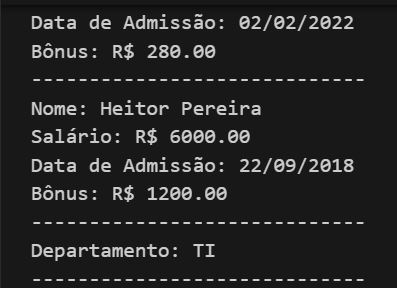 Data de Admissão: 02/02/2022
Bônus: R$ 280.00
-----------------------------
Nome: Heitor Pereira
Salário: R$ 6000.00
Data de Admissão: 22/09/2018
Bônus: R$ 1200.00
-----------------------------
Departamento: TI
-----------------------------